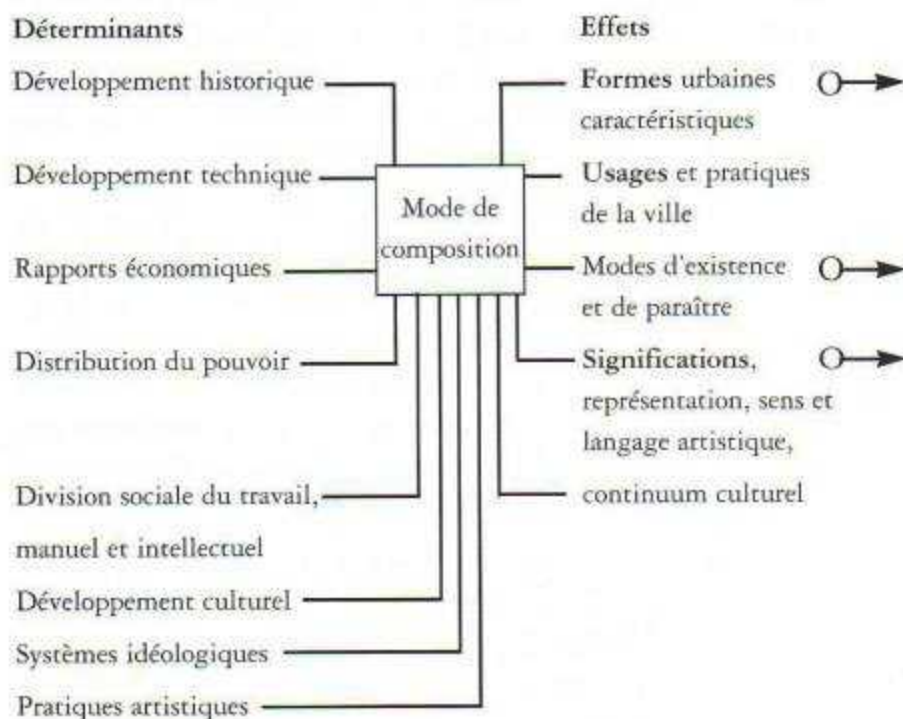 Déterminants
Développement historique
Développement technique
Rapports économiques
Distribution du pouvoir
Division sociale du travail,
manuel et intellectuel
Développement culturel
Systèmes idéologiques
Pratiques artistiques
Mode de
composition
Effets
Formes urbaines
caractéristiques
Usages et pratiques
de la ville
Modes d'existence
et de paraître
Significations,
représentation, sens et
langage artistique,
continuum culturel